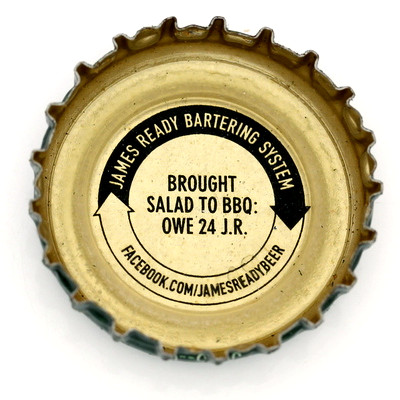 JAMES READY BARTERING SYSTEM
BROUGHT
SALAD TO BBQ:
OWE 24 J.R.
FACEBOOK.COM/JAMESREADYBEER